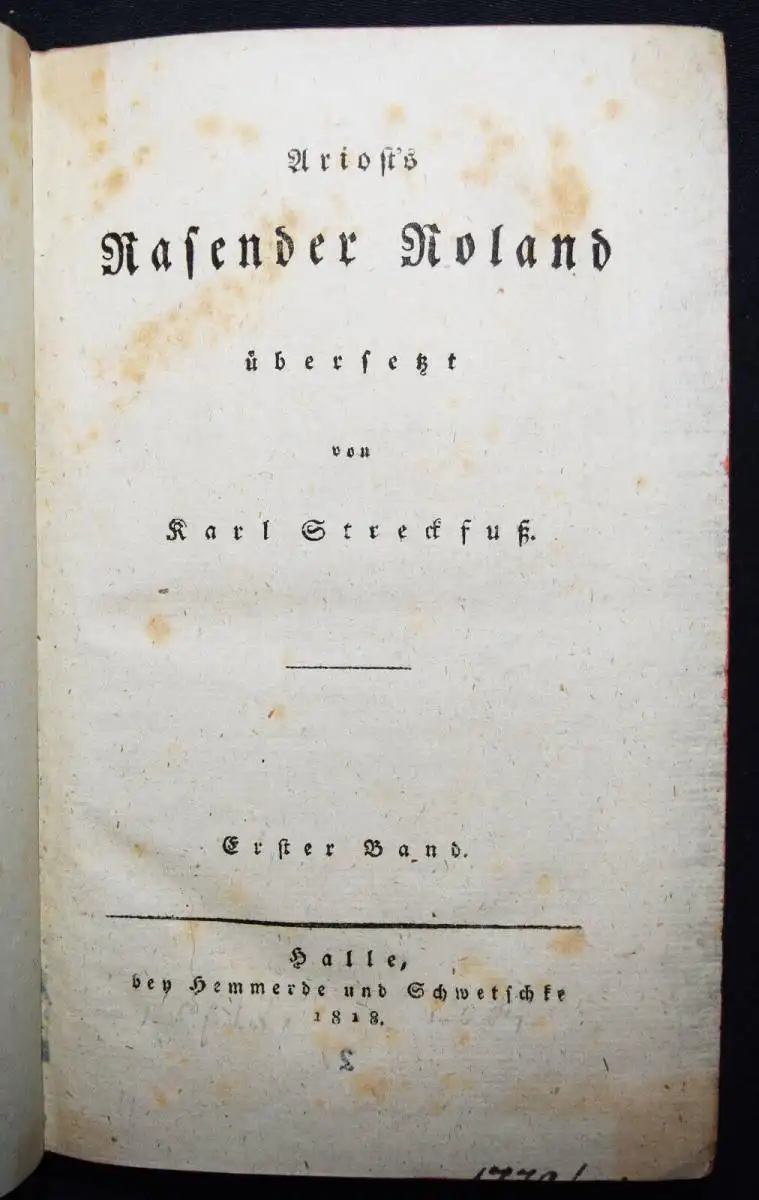 Arioſt's
Raſender Roland
überſetzt
von
Karl Streckfuß.
Erſter Band.
Halle,
bey Hemmerde und Schwetſchke
1818.